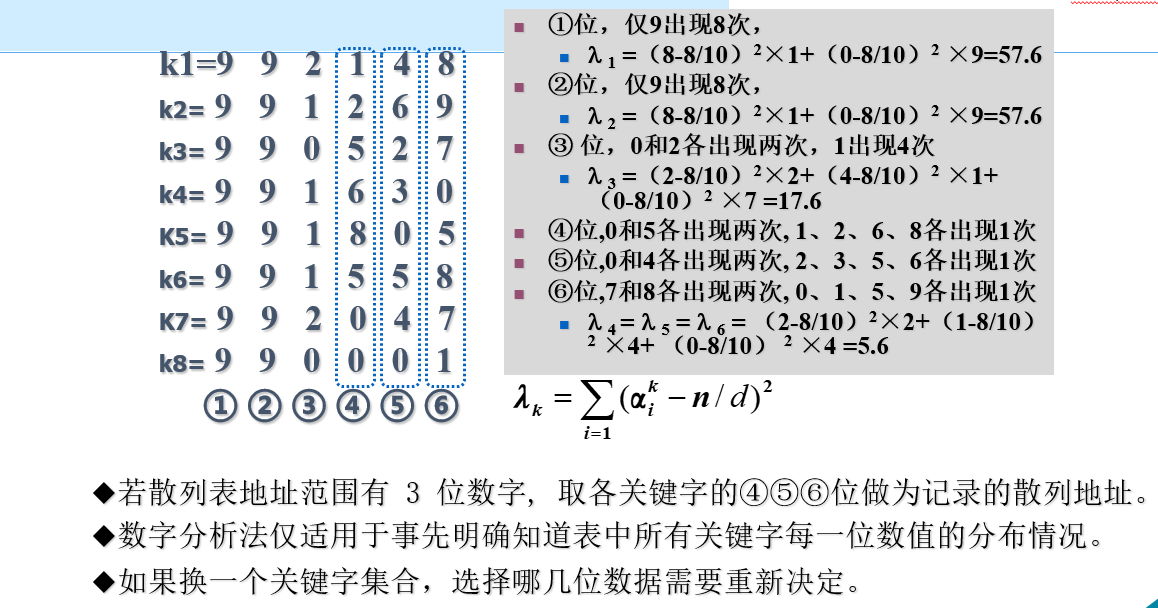 k1=9 9 2 1 4 8
k2= 9 9 1 2 6 9
k3= 9 9 0 5 2 7
k4= 9 9 1 6 3 0
K5= 9 9 1 8 0 5
k6= 9 9 1 5 5 8
K7= 9 9 2 0 4 7
k8= 9 9 0 0 0 1
① ② ③ ④ ⑤ ⑥
①位，仅9出现8次，
λ1=（8-8/10）²×1+（0-8/10）² ×9=57.6
②位，仅9出现8次，
λ2=（8-8/10）²×1+（0-8/10）² ×9=57.6
③ 位，0和2各出现两次，1出现4次
λ3=（2-8/10）²×2+（4-8/10）² ×1+
（0-8/10）² ×7 =17.6
④位,0和5各出现两次, 1、2、6、8各出现1次
⑤位,0和4各出现两次, 2、3、5、6各出现1次
⑥位,7和8各出现两次, 0、1、5、9各出现1次
λ4=λ5=λ6=（2-8/10）²×2+（1-8/10）
² ×4+（0-8/10）² ×4 =5.6
λk = ∑(αi^k − n / d)²
i=1
◆若散列表地址范围有 3 位数字, 取各关键字的④⑤⑥位做为记录的散列地址。
◆数字分析法仅适用于事先明确知道表中所有关键字每一位数值的分布情况。
◆如果换一个关键字集合，选择哪几位数据需要重新决定。